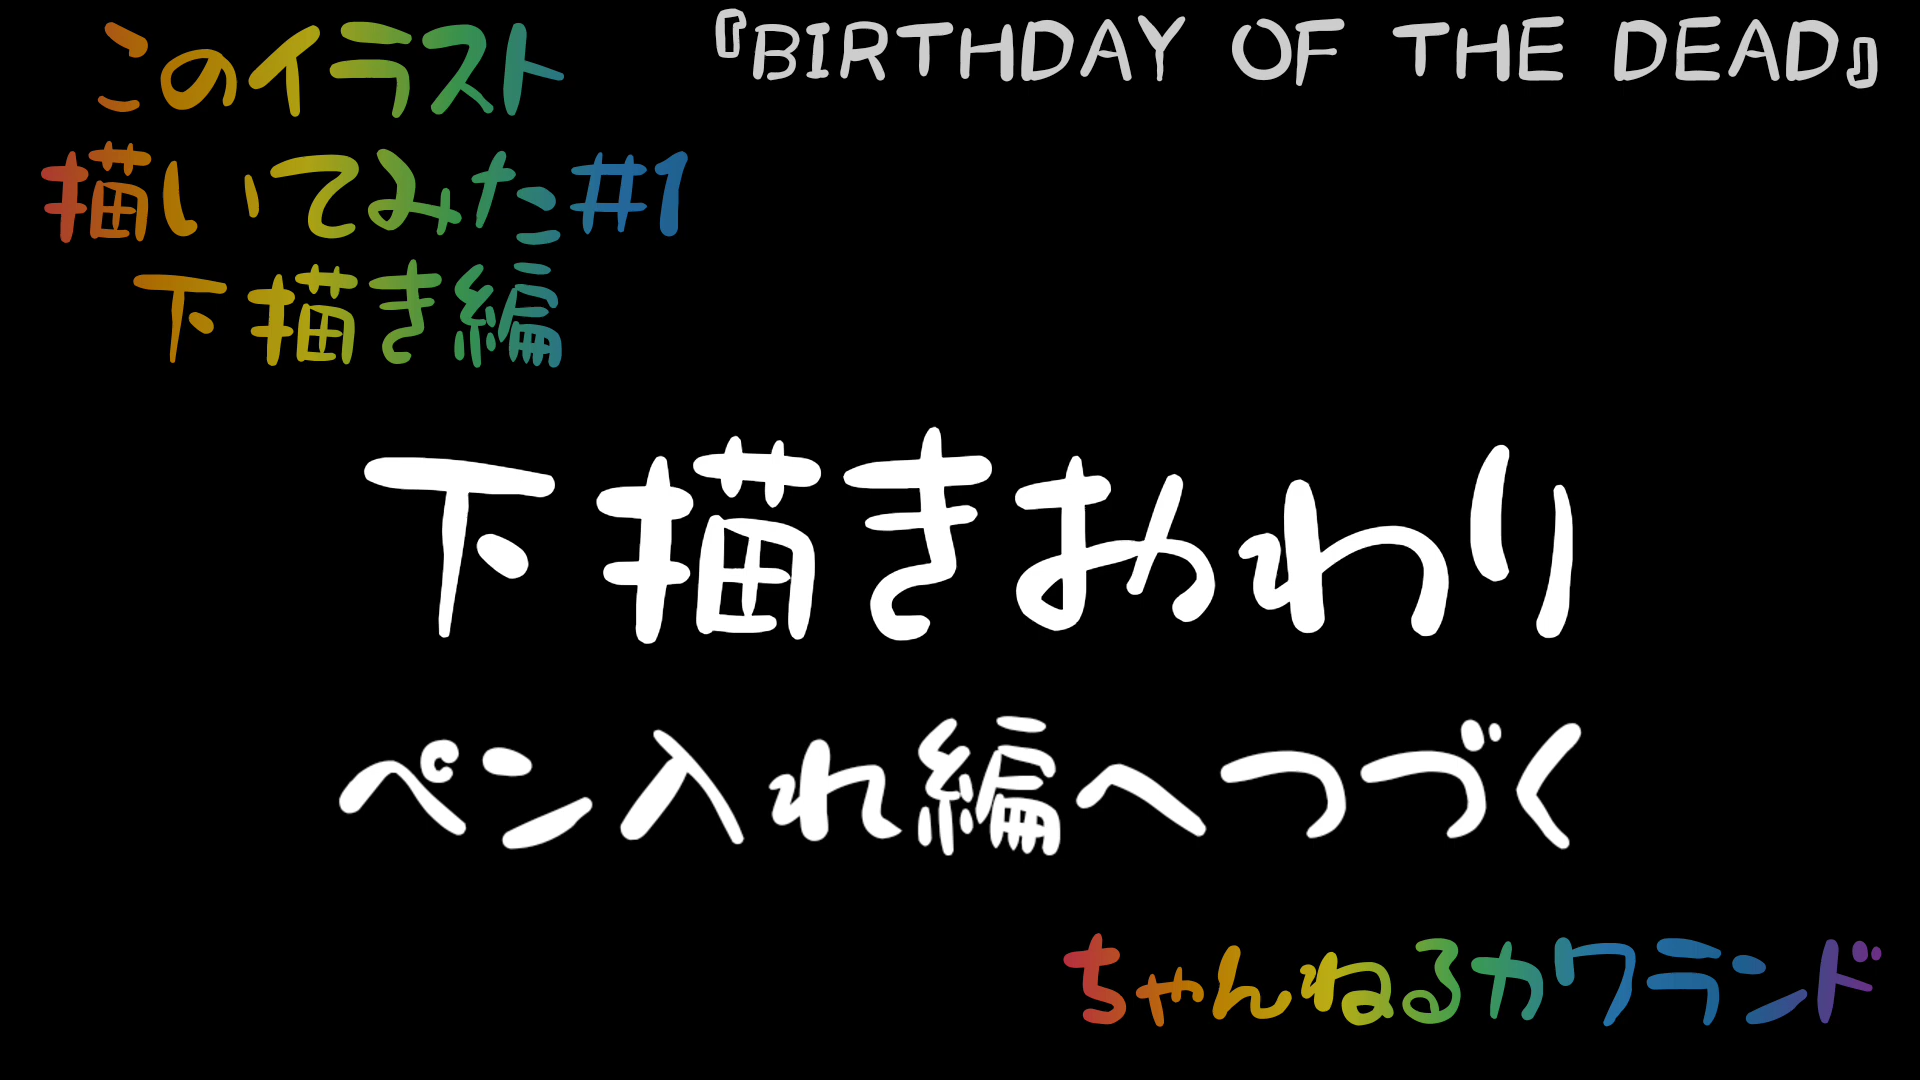 このイラスト
描いてみた#1
下描き編
『BIRTHDAY OF THE DEAD』
下描きおわり
ペン入れ編へつづく
ちゃんねるカワランド